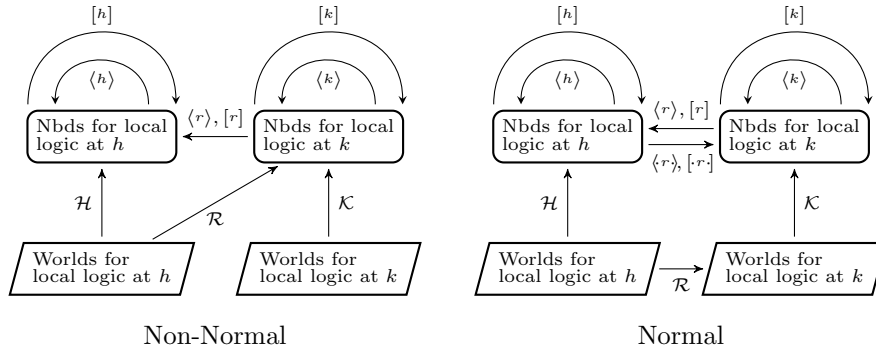 [h] [k] [h] [k]
⟨h⟩ ⟨k⟩ ⟨h⟩ ⟨k⟩
⟨r⟩, [r] ⟨r⟩, [r]
Nbds for local
logic at h
Nbds for local
logic at k
Nbds for local
logic at h
Nbds for local
logic at k
⟨·r·⟩, [·r·]
ℋ ℛ 𝒦 ℋ 𝒦
Worlds for
local logic at h
Worlds for
local logic at k
Worlds for
local logic at h
Worlds for
local logic at k
ℛ
Non-Normal
Normal